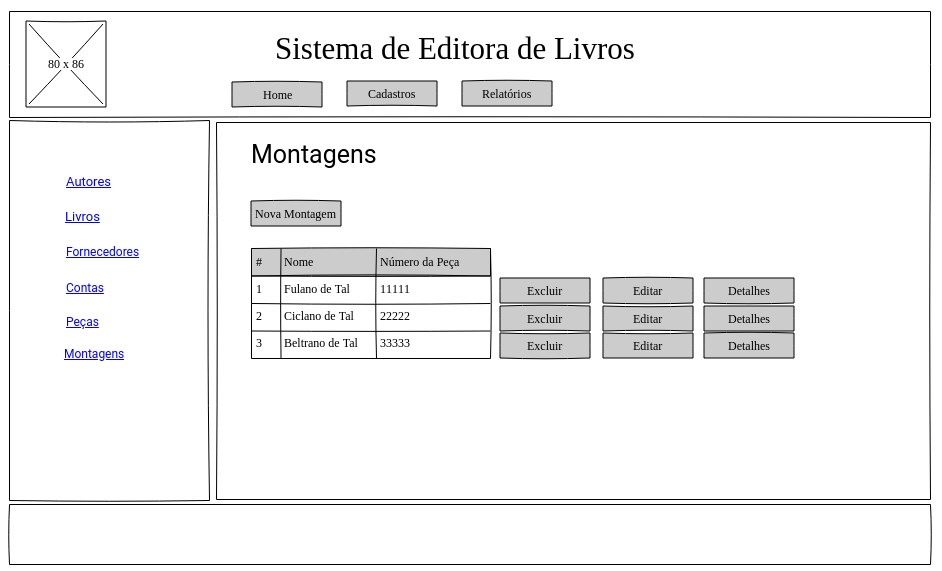 80 x 86
Sistema de Editora de Livros
Home Cadastros Relatórios
Autores
Livros
Fornecedores
Contas
Peças
Montagens
Montagens
Nova Montagem
# Nome Número da Peça
1 Fulano de Tal 11111 Excluir Editar Detalhes
2 Ciclano de Tal 22222 Excluir Editar Detalhes
3 Beltrano de Tal 33333 Excluir Editar Detalhes